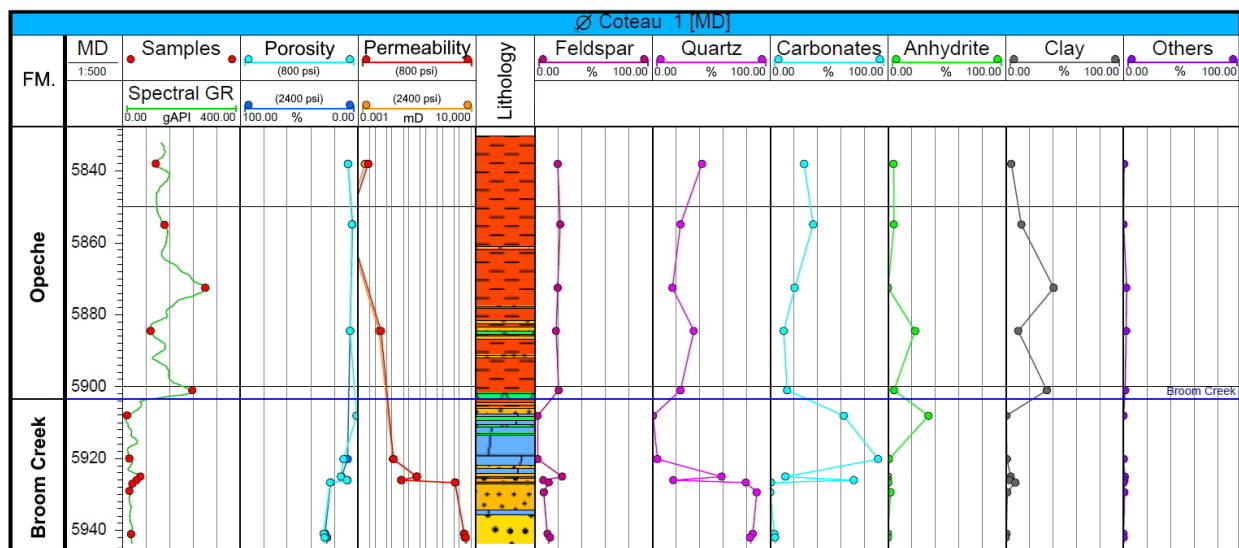 ∅ Coteau 1 [MD]
FM.
MD
1:500
Samples
Spectral GR
0.00 gAPI 400.00
Porosity
(800 psi)
(2400 psi)
100.00 % 0.00
Permeability
(800 psi)
(2400 psi)
0.001 mD 10,000
Lithology
Feldspar
0.00 % 100.00
Quartz
0.00 % 100.00
Carbonates
0.00 % 100.00
Anhydrite
0.00 % 100.00
Clay
0.00 % 100.00
Others
0.00 % 100.00
Opeche
Broom Creek
5840
5860
5880
5900
5920
5940
Broom Creek